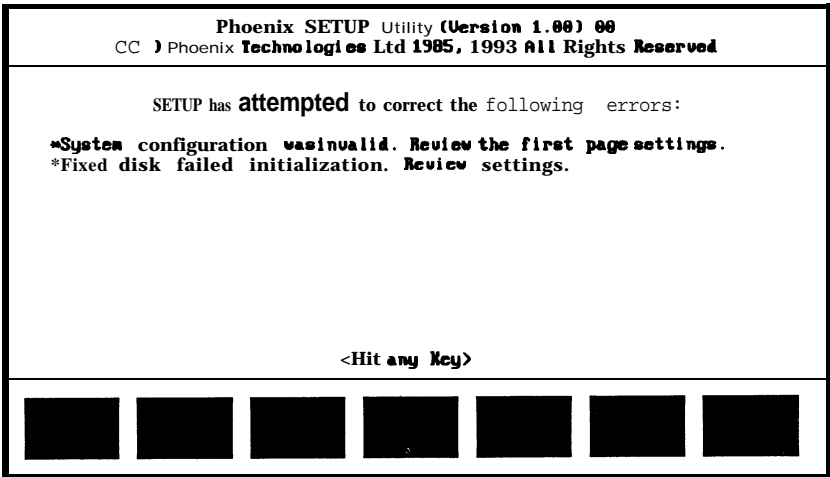 Phoenix SETUP Utility (Version 1.00) 00
CC ) Phoenix Technologies Ltd 1985, 1993 All Rights Reserved
SETUP has attempted to correct the following errors:
*System configuration wasinvalid. Review the first page settings.
*Fixed disk failed initialization. Review settings.
<Hit any Key>